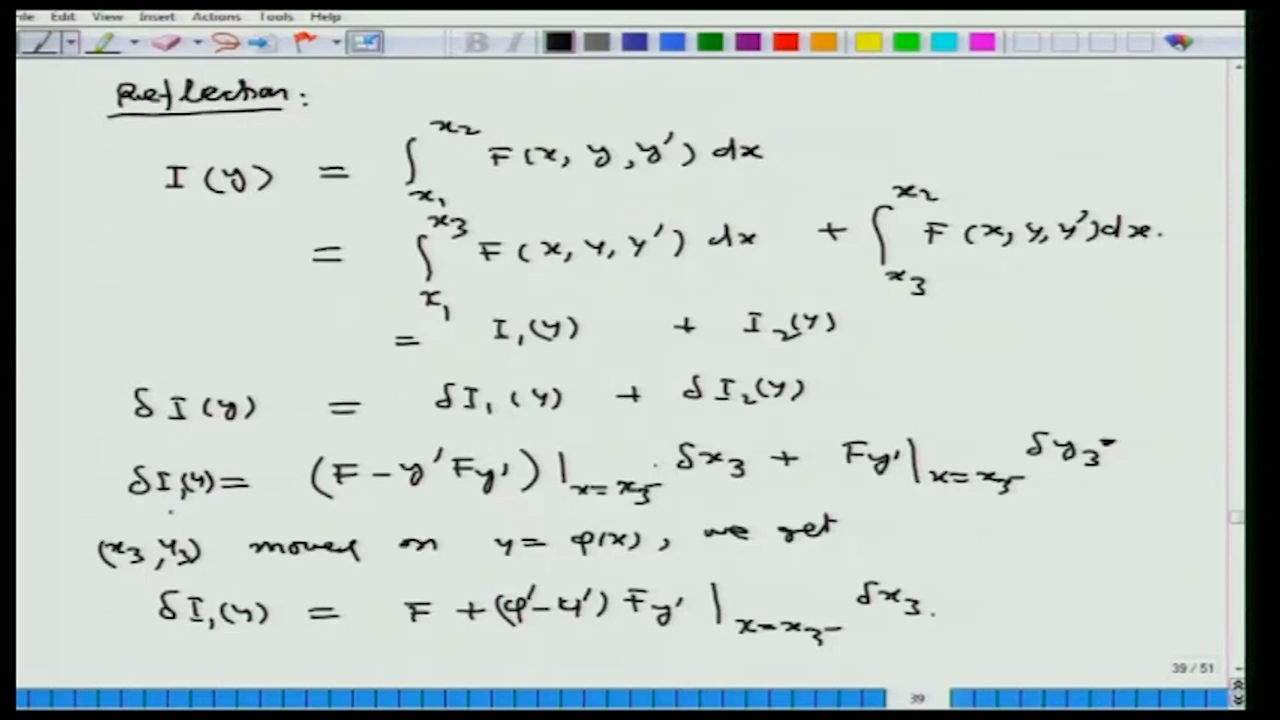 File Edit View Insert Actions Tools Help
Reflection:
I(y) = ∫_{x₁}^{x₂} F(x, y, y′) dx
= ∫_{x₁}^{x₃} F(x, y, y′) dx + ∫_{x₃}^{x₂} F(x, y, y′)dx.
= I₁(y) + I₂(y)
δI(y) = δI₁(y) + δI₂(y)
δI₁(y) = (F − y′Fy′)|_{x=x₃⁻} · δx₃ + Fy′|_{x=x₃⁻} δy₃
(x₃, y₃) moves on y = φ(x), we get
δI₁(y) = F + (φ′ − y′) Fy′ |_{x=x₃⁻} δx₃.
39 / 51
39